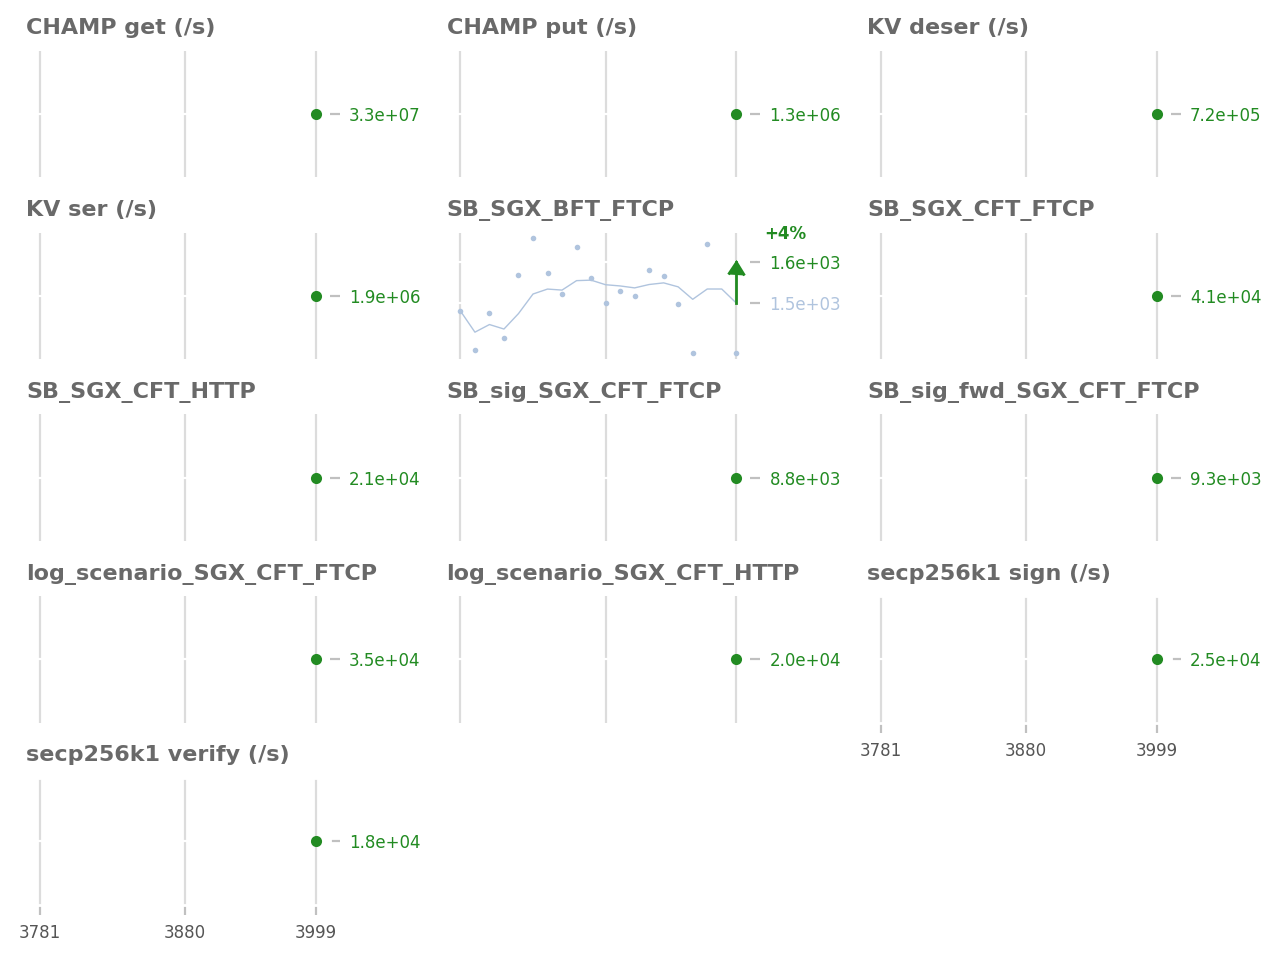 CHAMP get (/s)
CHAMP put (/s)
KV deser (/s)
3.3e+07
1.3e+06
7.2e+05
KV ser (/s)
SB_SGX_BFT_FTCP
SB_SGX_CFT_FTCP
+4%
1.6e+03
1.5e+03
1.9e+06
4.1e+04
SB_SGX_CFT_HTTP
SB_sig_SGX_CFT_FTCP
SB_sig_fwd_SGX_CFT_FTCP
2.1e+04
8.8e+03
9.3e+03
log_scenario_SGX_CFT_FTCP
log_scenario_SGX_CFT_HTTP
secp256k1 sign (/s)
3.5e+04
2.0e+04
2.5e+04
3781 3880 3999
secp256k1 verify (/s)
1.8e+04
3781 3880 3999